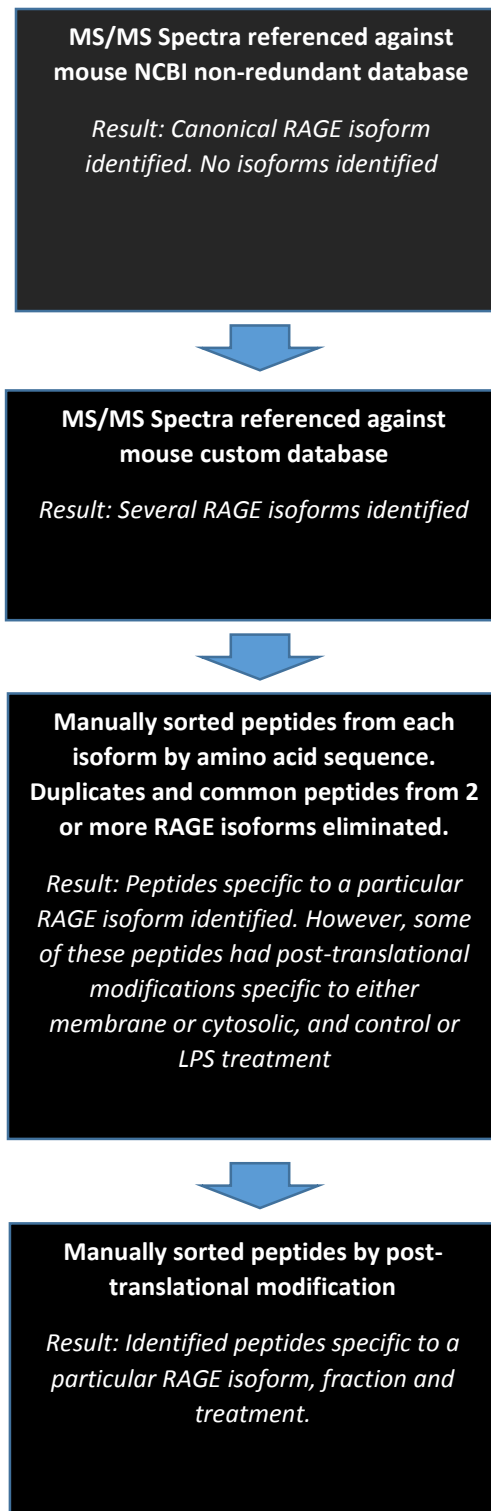 MS/MS Spectra referenced against
mouse NCBI non-redundant database
Result: Canonical RAGE isoform
identified. No isoforms identified
MS/MS Spectra referenced against
mouse custom database
Result: Several RAGE isoforms identified
Manually sorted peptides from each
isoform by amino acid sequence.
Duplicates and common peptides from 2
or more RAGE isoforms eliminated.
Result: Peptides specific to a particular
RAGE isoform identified. However, some
of these peptides had post-translational
modifications specific to either
membrane or cytosolic, and control or
LPS treatment
Manually sorted peptides by post-
translational modification
Result: Identified peptides specific to a
particular RAGE isoform, fraction and
treatment.